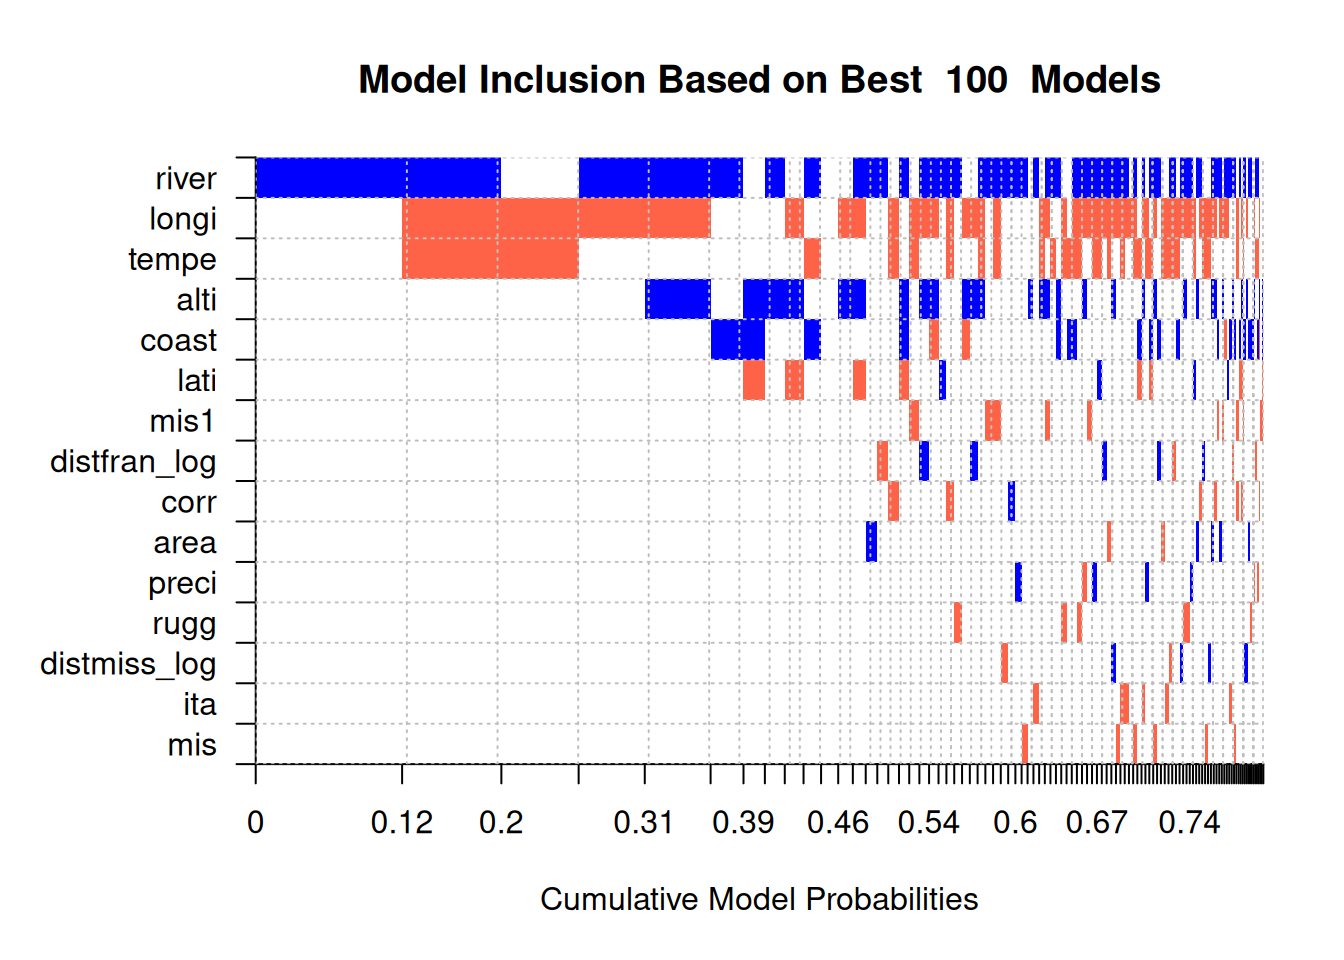 Model Inclusion Based on Best  100  Models
river
longi
tempe
alti
coast
lati
mis1
distfran_log
corr
area
preci
rugg
distmiss_log
ita
mis
0 0.12 0.2 0.31 0.39 0.46 0.54 0.6 0.67 0.74
Cumulative Model Probabilities